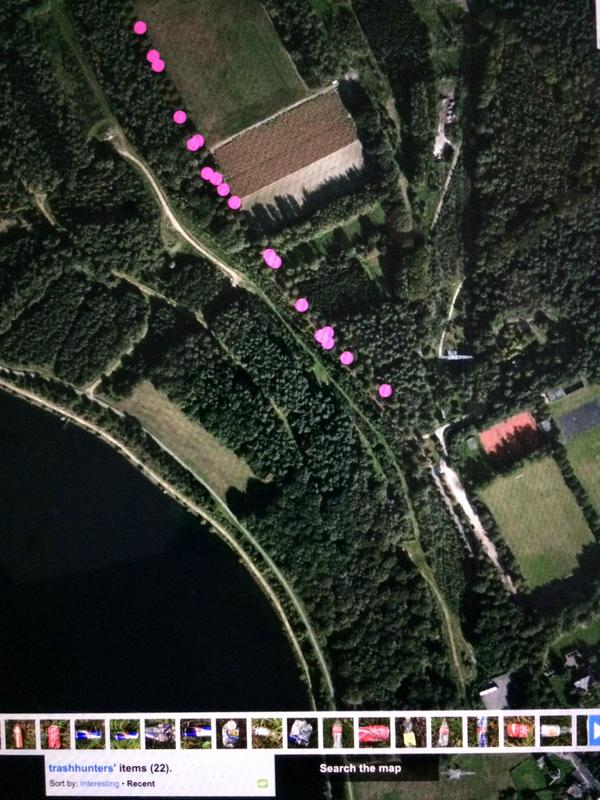 trashhunters' items (22).
Search the map
Sort by: Interesting • Recent